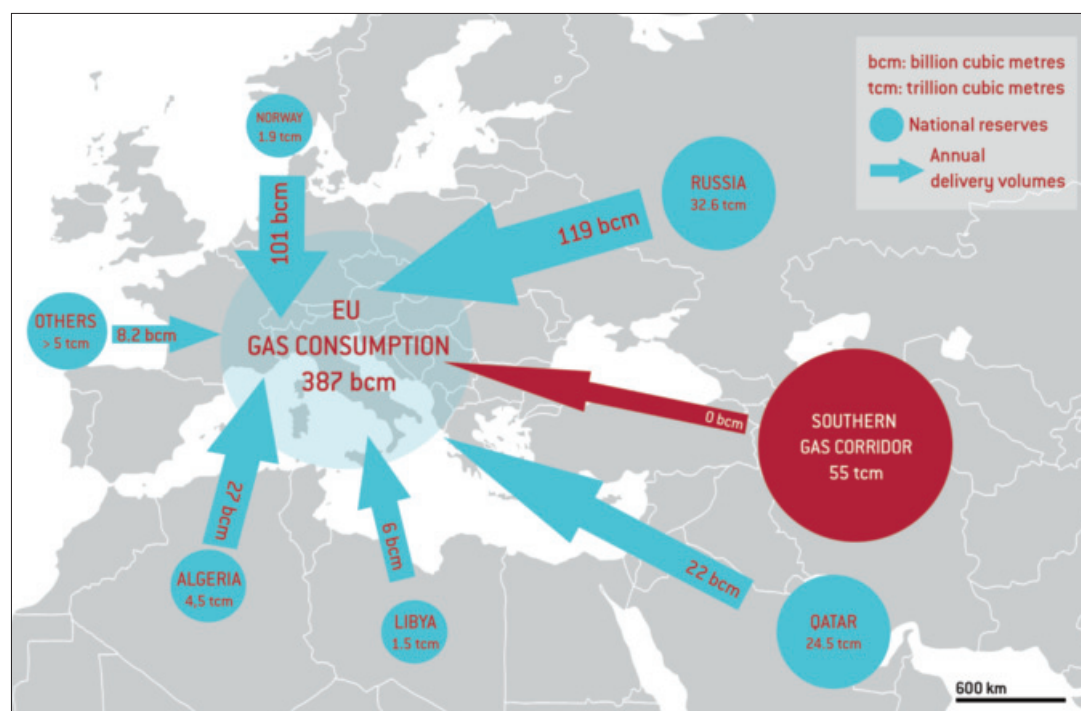 bcm: billion cubic metres
tcm: trillion cubic metres
National reserves
Annual
delivery volumes
NORWAY
1.9 tcm
101 bcm
RUSSIA
32.6 tcm
119 bcm
OTHERS
> 5 tcm
8.2 bcm
EU
GAS CONSUMPTION
387 bcm
0 bcm
SOUTHERN
GAS CORRIDOR
55 tcm
27 bcm
ALGERIA
4,5 tcm
6 bcm
LIBYA
1.5 tcm
22 bcm
QATAR
24.5 tcm
600 km